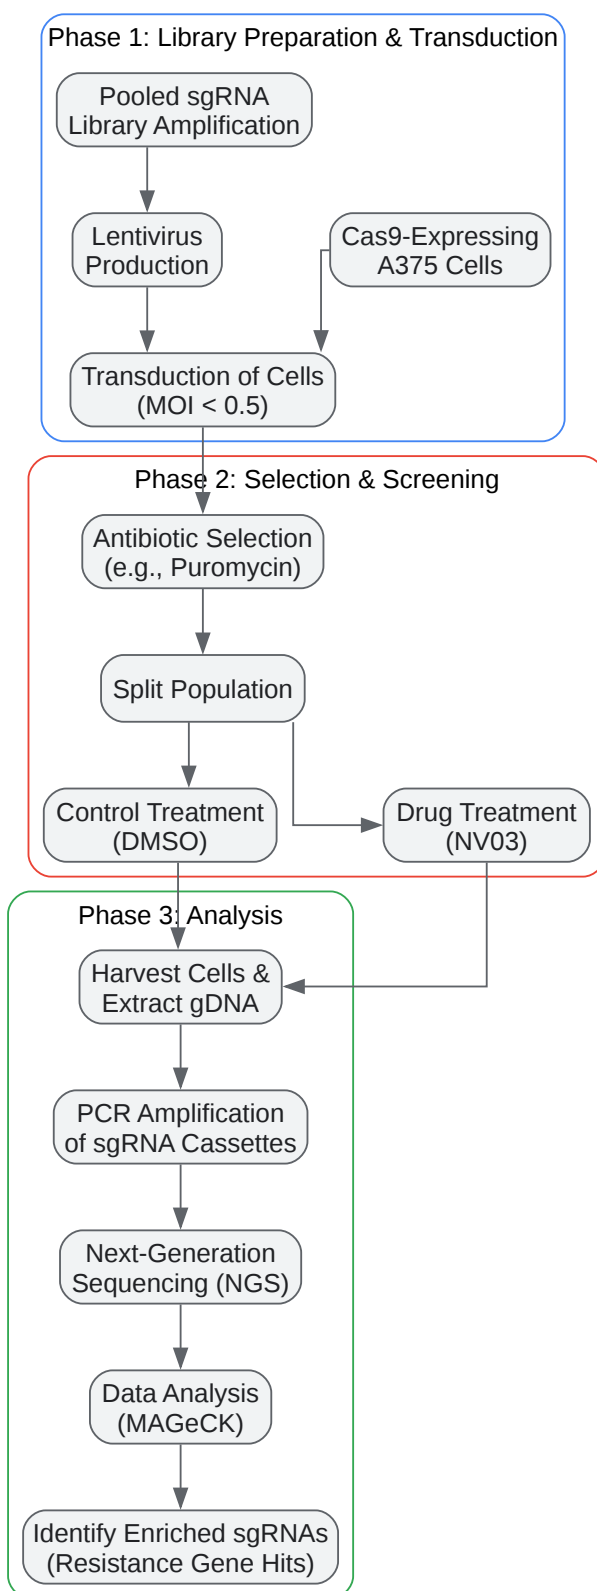 Phase 1: Library Preparation & Transduction
Pooled sgRNA
Library Amplification
Lentivirus
Production
Cas9-Expressing
A375 Cells
Transduction of Cells
(MOI < 0.5)
Phase 2: Selection & Screening
Antibiotic Selection
(e.g., Puromycin)
Split Population
Control Treatment
(DMSO)
Drug Treatment
(NV03)
Phase 3: Analysis
Harvest Cells &
Extract gDNA
PCR Amplification
of sgRNA Cassettes
Next-Generation
Sequencing (NGS)
Data Analysis
(MAGeCK)
Identify Enriched sgRNAs
(Resistance Gene Hits)